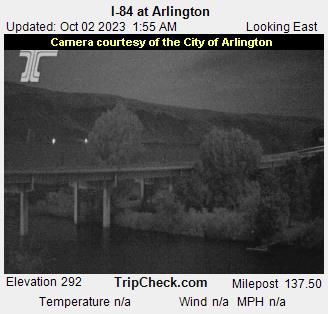 I-84 at Arlington
Updated: Oct 02 2023 1:55 AM Looking East
Camera courtesy of the City of Arlington
Elevation 292 TripCheck.com Milepost 137.50
Temperature n/a Wind n/a MPH n/a